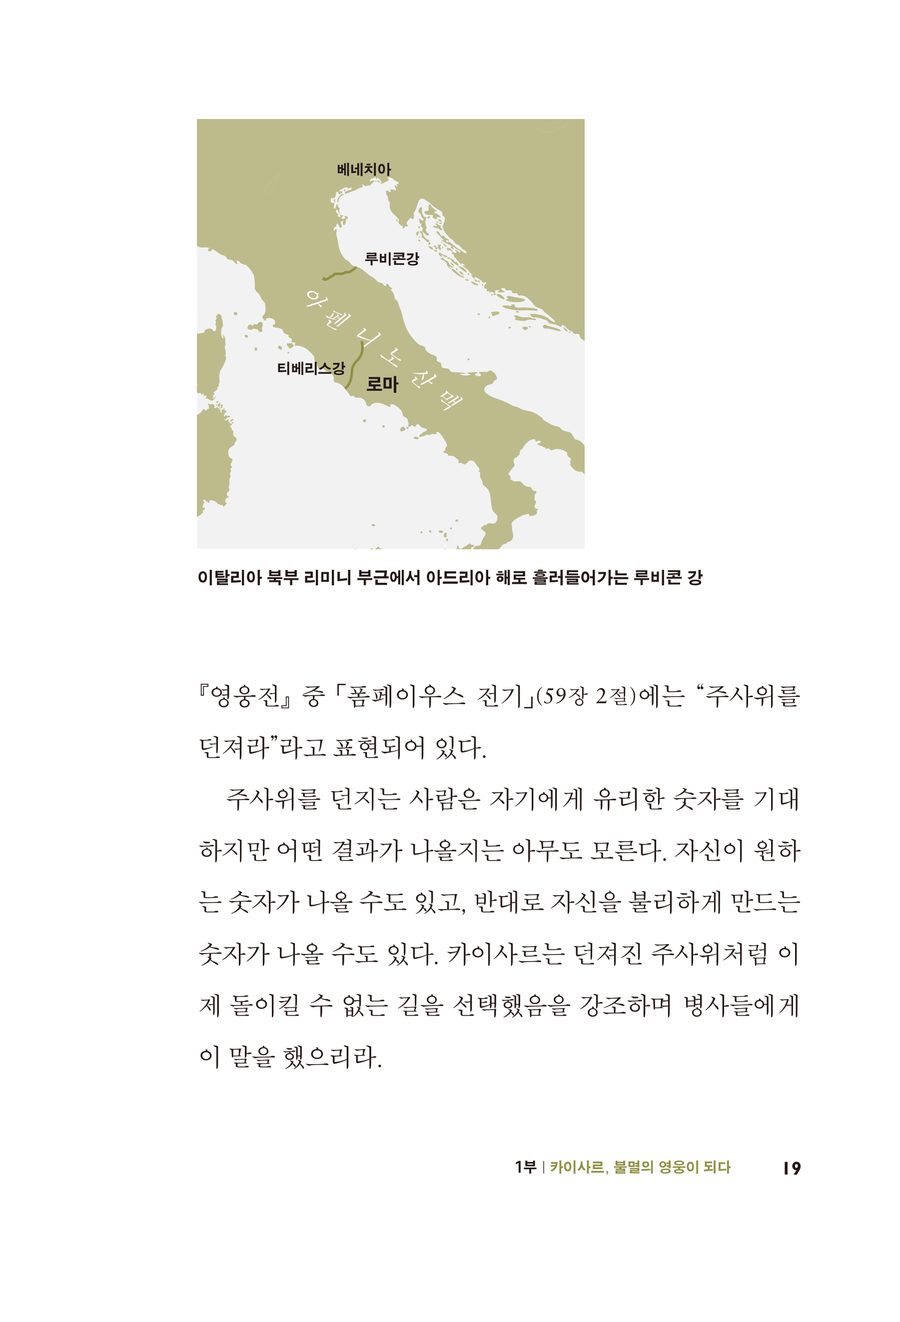 베네치아
루비콘강
아펜니노산맥
티베리스강
로마
이탈리아 북부 리미니 부근에서 아드리아 해로 흘러들어가는 루비콘 강
『영웅전』 중 「폼페이우스 전기」(59장 2절)에는 “주사위를
던져라”라고 표현되어 있다.
주사위를 던지는 사람은 자기에게 유리한 숫자를 기대
하지만 어떤 결과가 나올지는 아무도 모른다. 자신이 원하
는 숫자가 나올 수도 있고, 반대로 자신을 불리하게 만드는
숫자가 나올 수도 있다. 카이사르는 던져진 주사위처럼 이
제 돌이킬 수 없는 길을 선택했음을 강조하며 병사들에게
이 말을 했으리라.
1부 | 카이사르, 불멸의 영웅이 되다 19